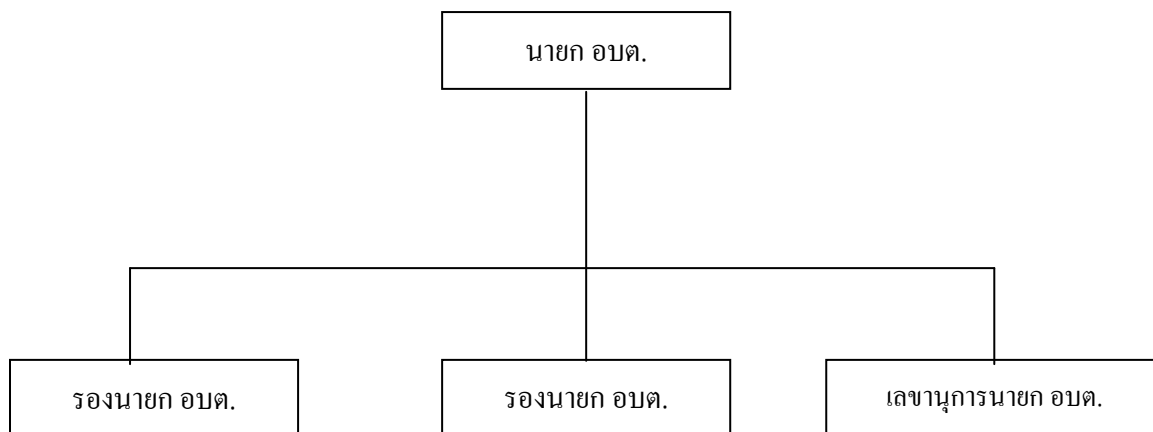 นายก อบต.
รองนายก อบต.
รองนายก อบต.
เลขานุการนายก อบต.